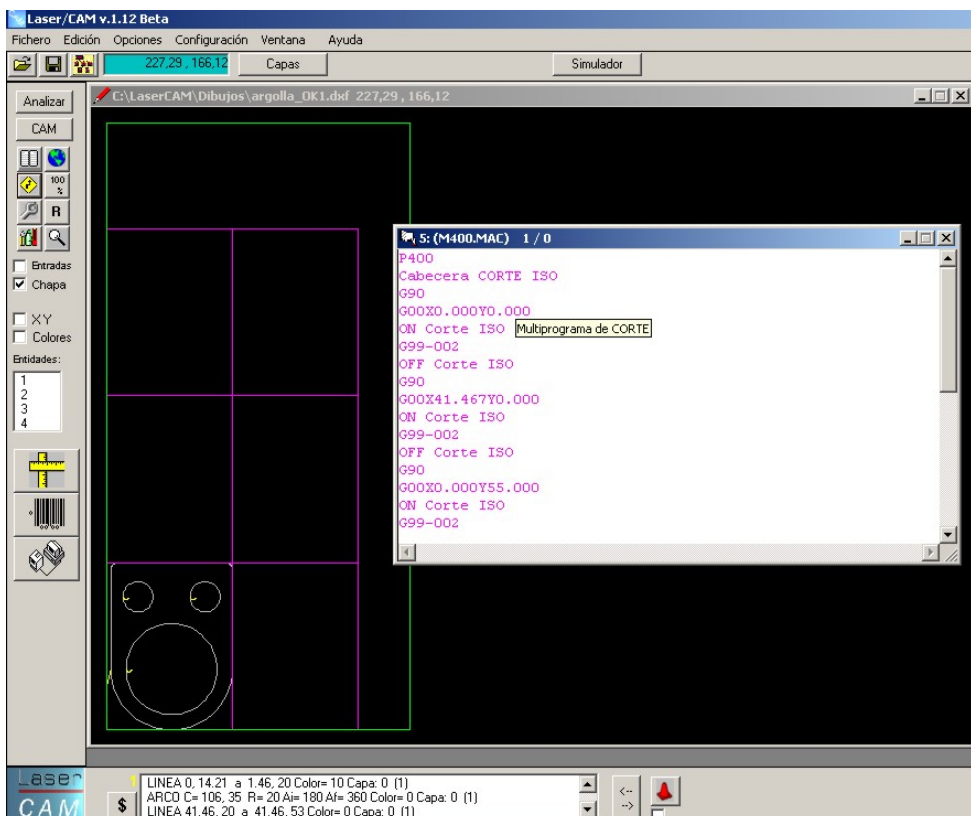 Laser/CAM v.1.12 Beta
Fichero Edición Opciones Configuración Ventana Ayuda
227,29 , 166,12 Capas Simulador
Analizar
C:\LaserCAM\Dibujos\argolla_OK1.dxf 227,29 , 166,12
CAM
100 %
R
Entradas
Chapa
XY
Colores
Entidades:
1
2
3
4
5: (M400.MAC) 1 / 0
P400
Cabecera CORTE ISO
G90
G00X0.000Y0.000
ON Corte ISO
Multiprograma de CORTE
G99-002
OFF Corte ISO
G90
G00X41.467Y0.000
ON Corte ISO
G99-002
OFF Corte ISO
G90
G00X0.000Y55.000
ON Corte ISO
G99-002
Laser
CAM
1
$
LINEA 0, 14.21 a 1.46, 20 Color= 10 Capa: 0 (1)
ARCO C= 106, 35 R= 20 Ai= 180 Af= 360 Color= 0 Capa: 0 (1)
LINEA 41.46, 20 a 41.46, 53 Color= 0 Capa: 0 (1)
<--
-->